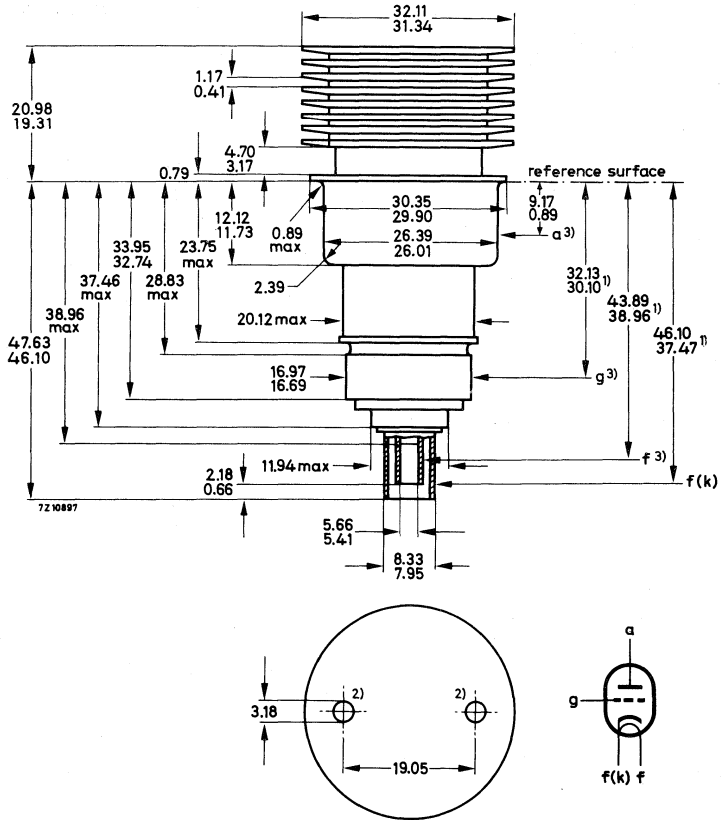 32.11
31.34
1.17
0.41
20.98
19.31
4.70
3.17
0.79
reference surface
30.35
29.90
9.17
0.89
a 3)
12.12
11.73
0.89
max
26.39
26.01
33.95
32.74
23.75
max
37.46
max
28.83
max
2.39
32.13
30.10 1)
43.89
38.96 1)
38.96
max
20.12 max
46.10
37.47 1)
47.63
46.10
16.97
16.69
g 3)
11.94 max
f 3)
2.18
0.66
f(k)
7Z10897
5.66
5.41
8.33
7.95
a
2)
2)
3.18
g
19.05
f(k) f